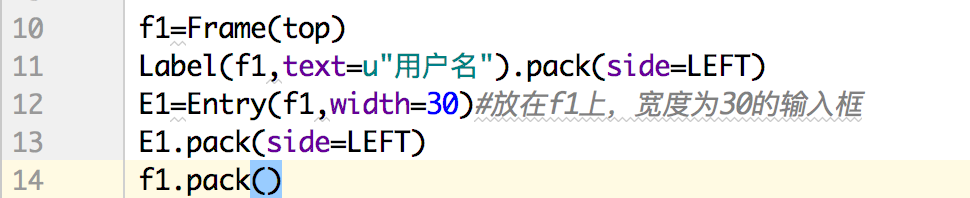 10 f1=Frame(top)
11 Label(f1,text=u"用户名").pack(side=LEFT)
12 E1=Entry(f1,width=30)#放在f1上，宽度为30的输入框
13 E1.pack(side=LEFT)
14 f1.pack()